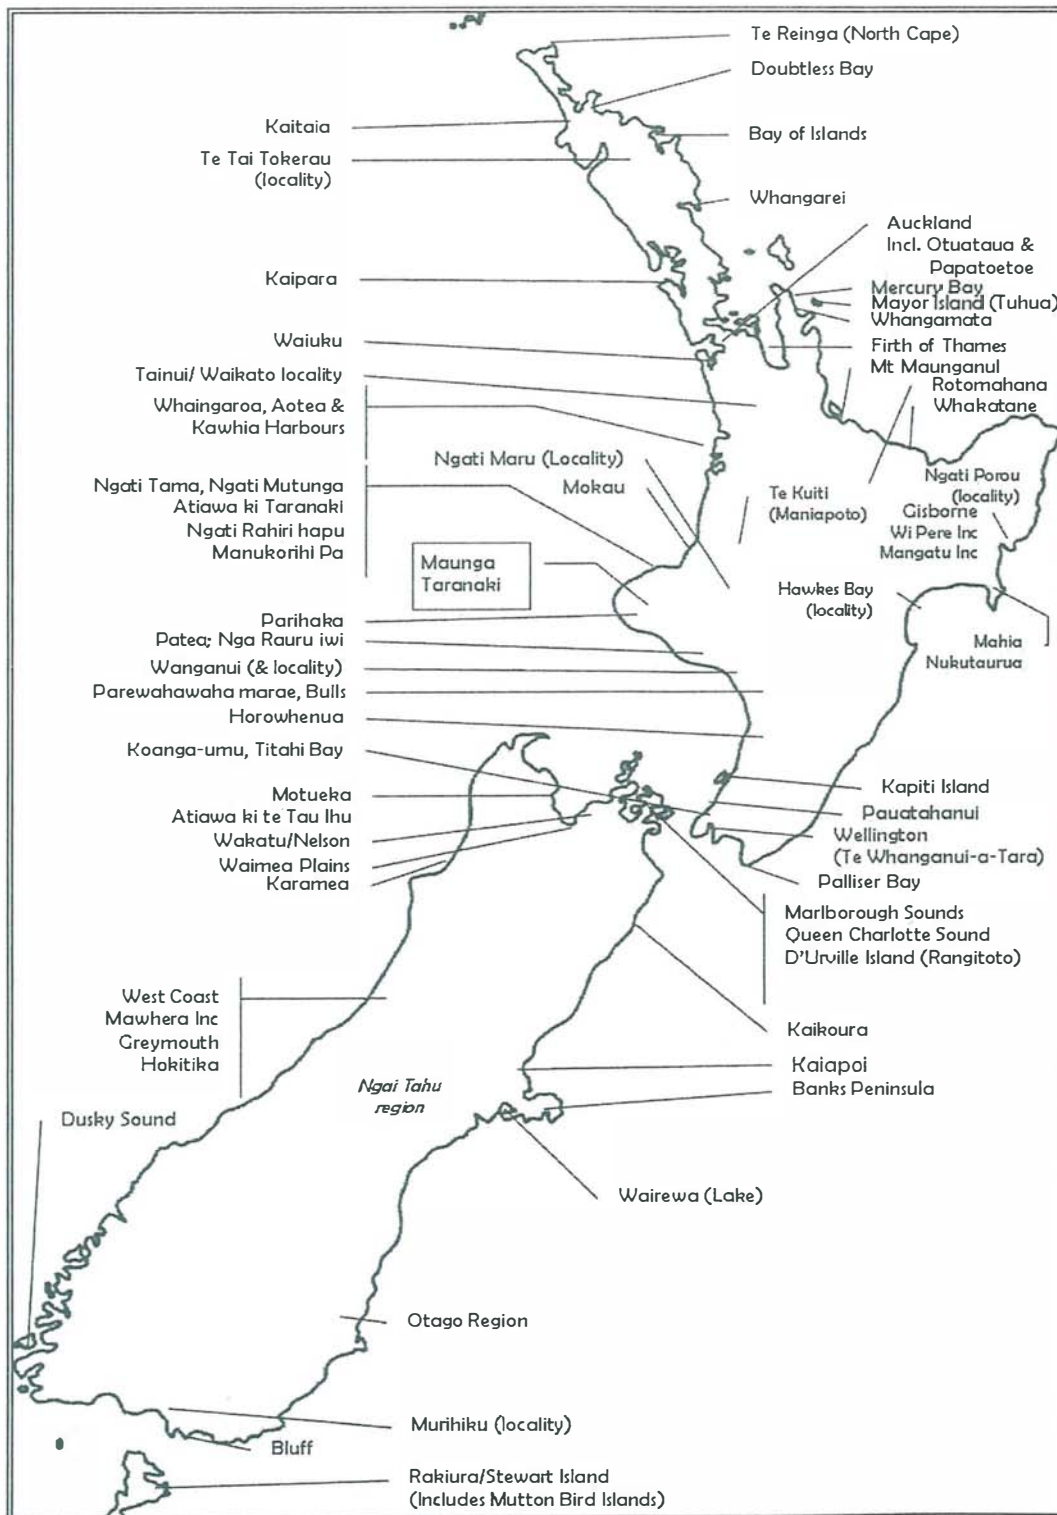 Te Reinga (North Cape)
Doubtless Bay
Kaitaia
Bay of Islands
Te Tai Tokerau
(locality)
Whangarei
Auckland
Incl. Otuataua &
Papatoetoe
Kaipara
Mercury Bay
Mayor Island (Tuhua)
Whangamata
Waiuku
Firth of Thames
Mt Maunganul
Tainui/ Waikato locality
Rotomahana
Whakatane
Whaingaroa, Aotea &
Kawhia Harbours
Ngati Maru (Locality)
Mokau
Te Kuiti
(Maniapoto)
Ngati Porou
(locality)
Gisborne
Wi Pere Inc
Mangatu Inc
Ngati Tama, Ngati Mutunga
Atiawa ki Taranaki
Ngati Rahiri hapu
Manukorihi Pa
Maunga
Taranaki
Hawkes Bay
(locality)
Mahia
Nukutaurua
Parihaka
Patea; Nga Rauru iwi
Wanganui (& locality)
Parewahawaha marae, Bulls
Horowhenua
Koanga-umu, Titahi Bay
Kapiti Island
Motueka
Pauatahanui
Atiawa ki te Tau Ihu
Wakatu/Nelson
Wellington
(Te Whanganui-a-Tara)
Waimea Plains
Karamea
Palliser Bay
Marlborough Sounds
Queen Charlotte Sound
D'Urville Island (Rangitoto)
West Coast
Mawhera Inc
Greymouth
Hokitika
Kaikoura
Kaiapoi
Banks Peninsula
Ngai Tahu
region
Dusky Sound
Wairewa (Lake)
Otago Region
Murihiku (locality)
Bluff
Rakiura/Stewart Island
(Includes Mutton Bird Islands)